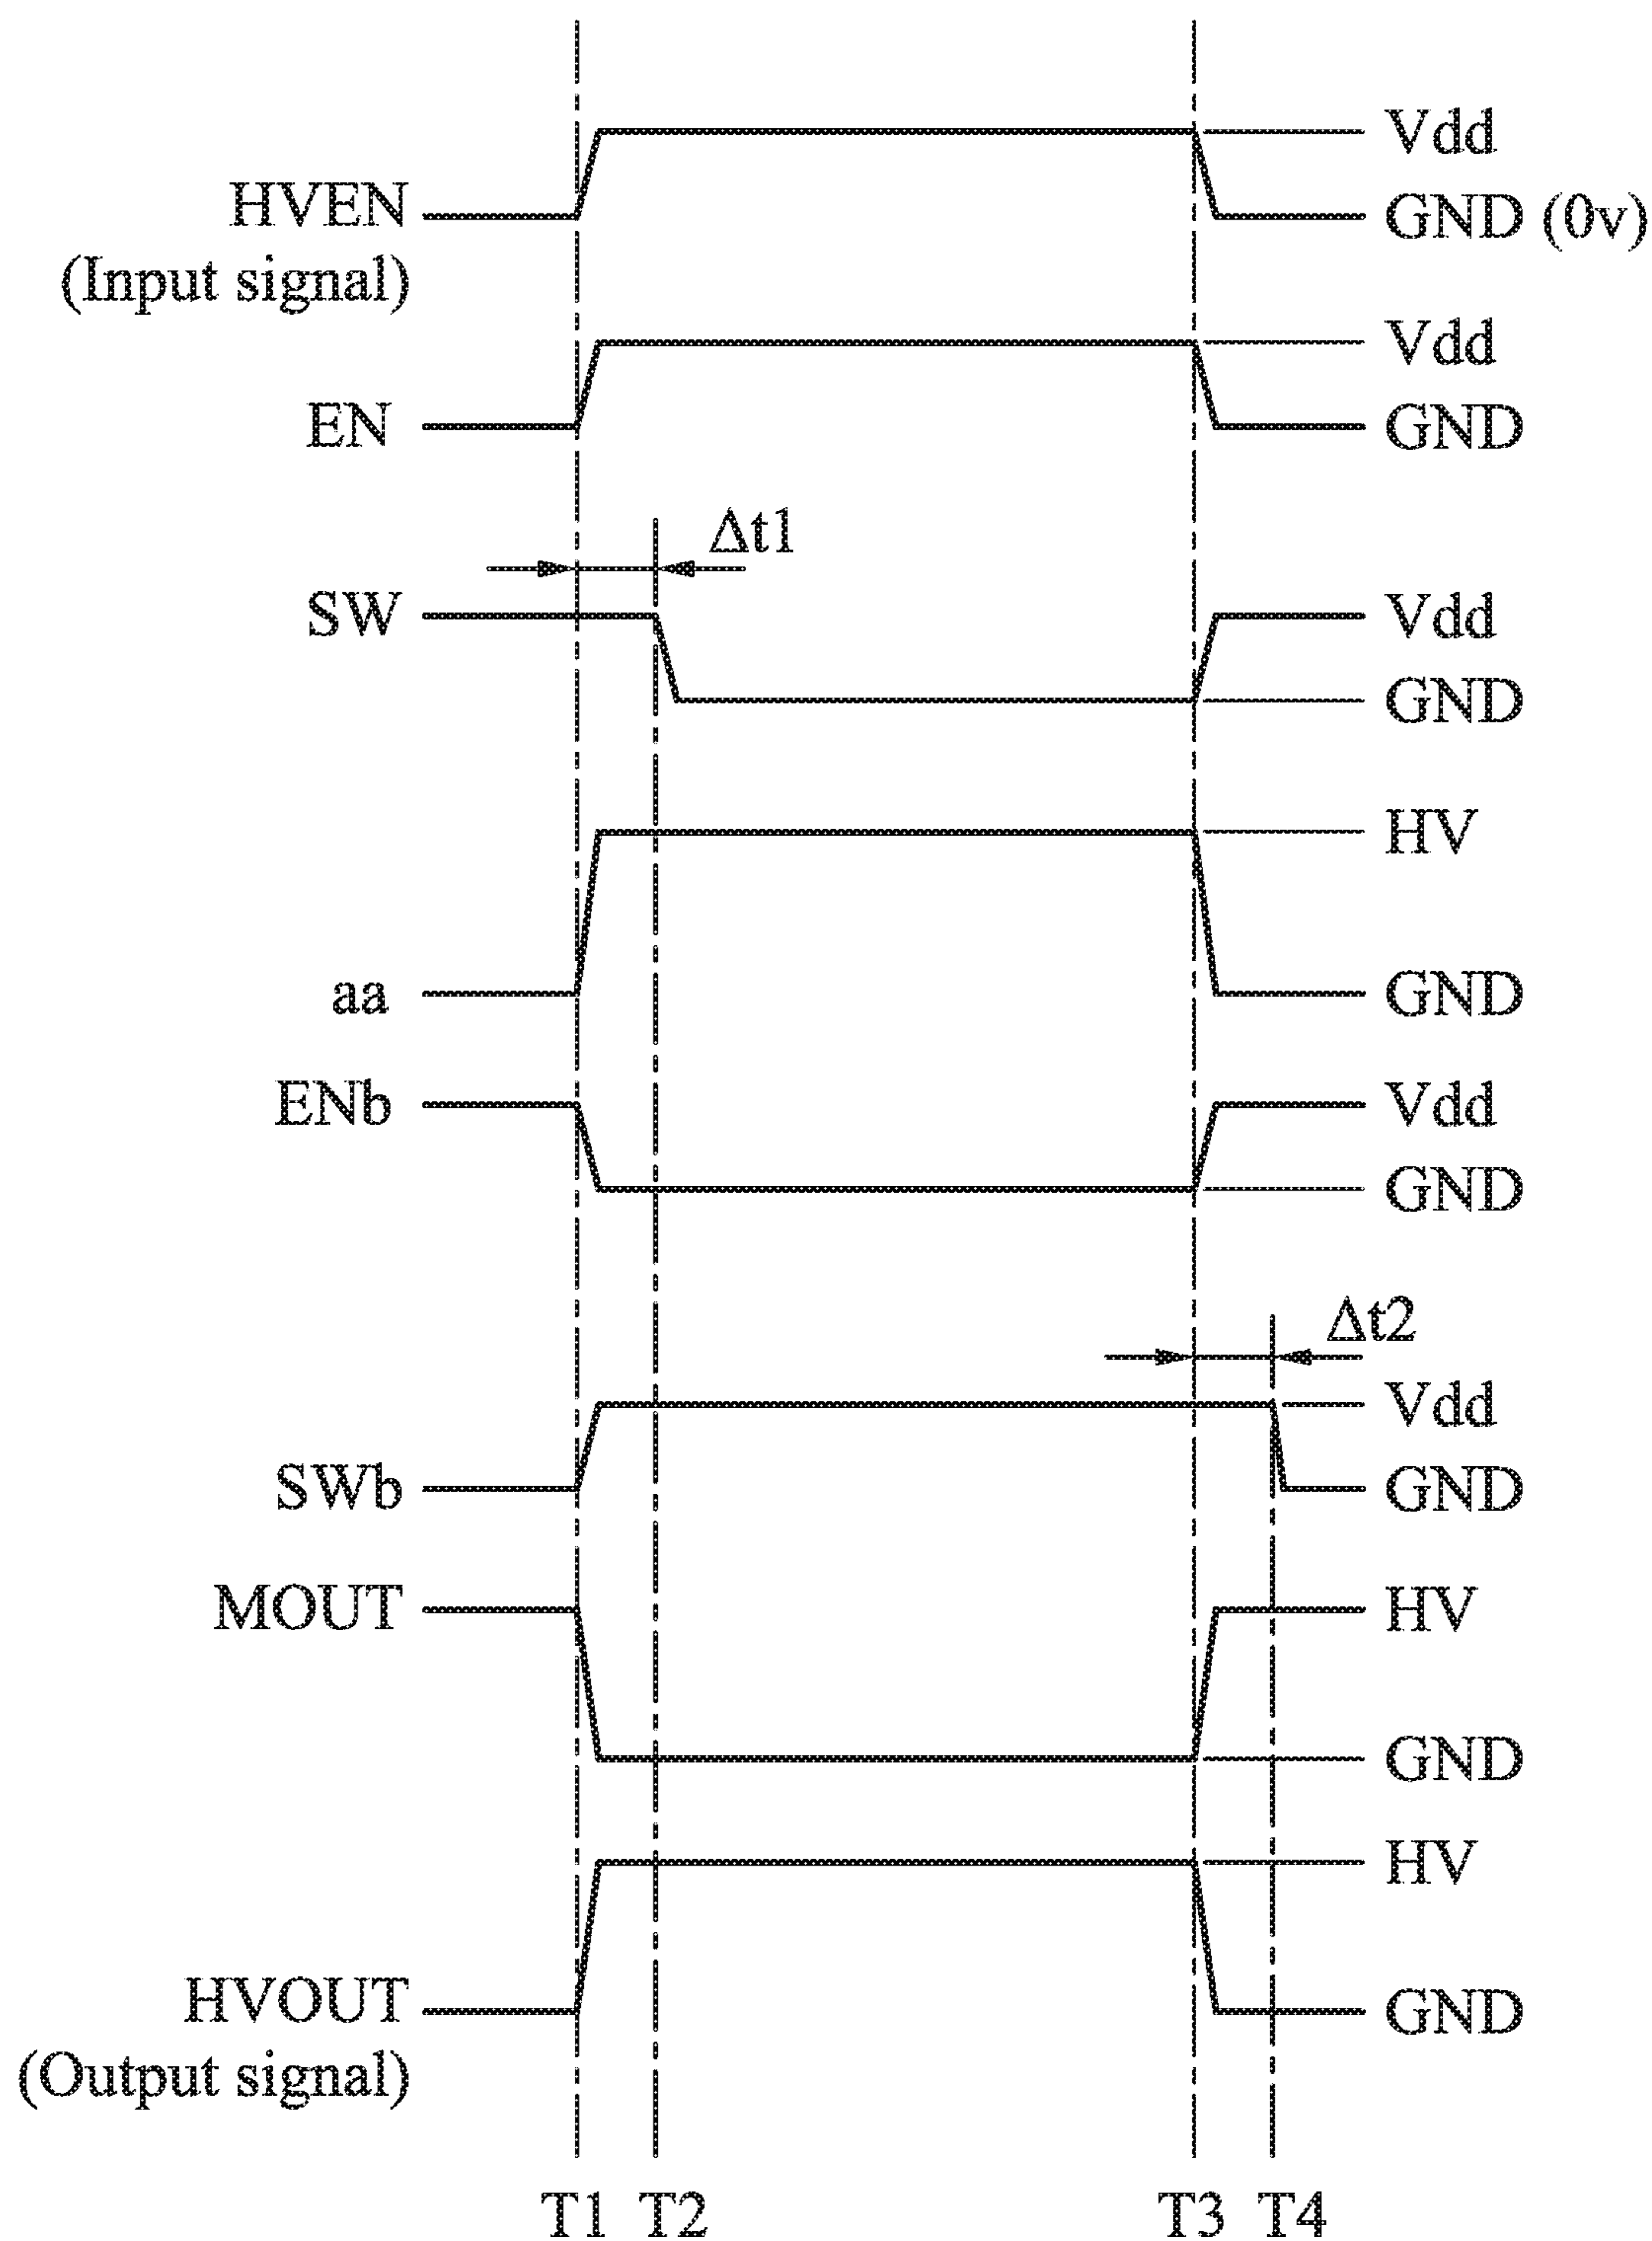 Vdd
HVEN
GND (0v)
(Input signal)
Vdd
EN
GND
Δt1
SW
Vdd
GND
HV
aa
GND
ENb
Vdd
GND
Δt2
Vdd
SWb
GND
MOUT
HV
GND
HV
HVOUT
GND
(Output signal)
T1 T2 T3 T4